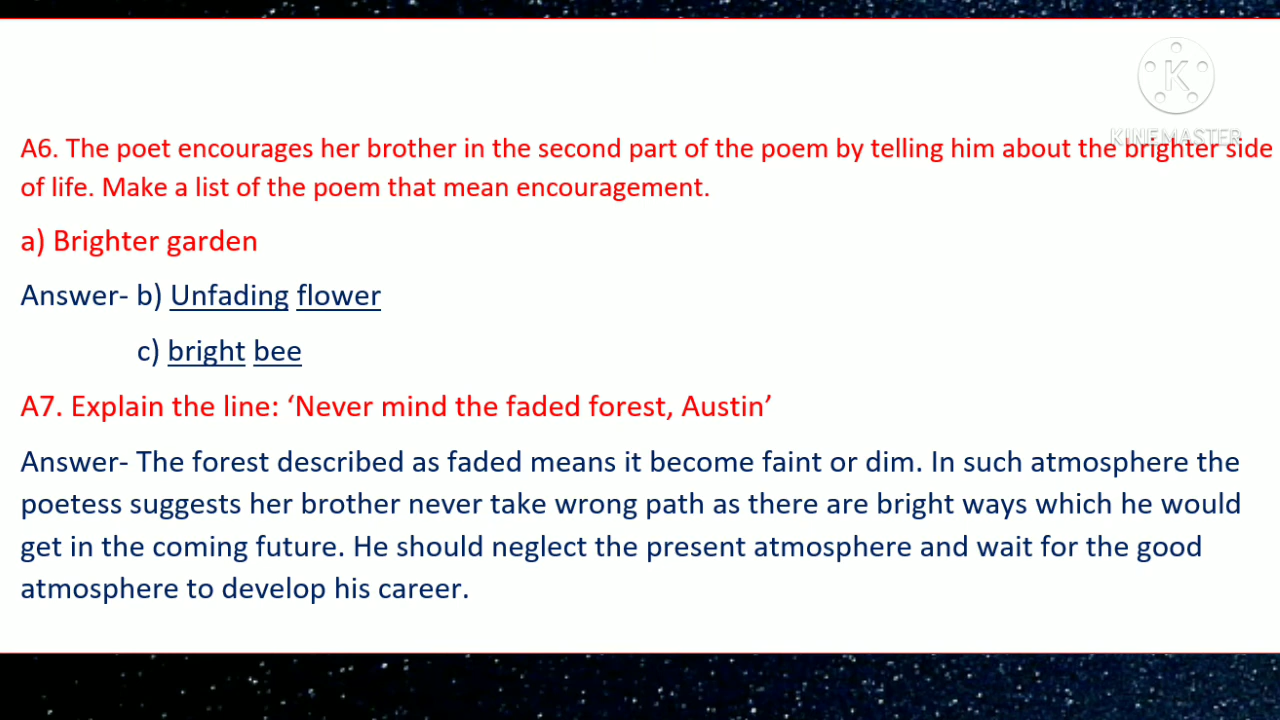 K
KINEMASTER
A6. The poet encourages her brother in the second part of the poem by telling him about the brighter side
of life. Make a list of the poem that mean encouragement.
a) Brighter garden
Answer- b) Unfading flower
c) bright bee
A7. Explain the line: ‘Never mind the faded forest, Austin’
Answer- The forest described as faded means it become faint or dim. In such atmosphere the
poetess suggests her brother never take wrong path as there are bright ways which he would
get in the coming future. He should neglect the present atmosphere and wait for the good
atmosphere to develop his career.